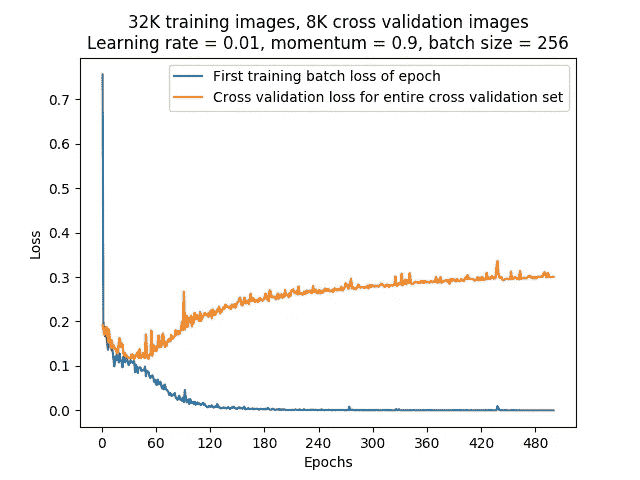 32K training images, 8K cross validation images
Learning rate = 0.01, momentum = 0.9, batch size = 256
First training batch loss of epoch
Cross validation loss for entire cross validation set
0.7
0.6
0.5
0.4
0.3
0.2
0.1
0.0
Loss
0 60 120 180 240 300 360 420 480
Epochs